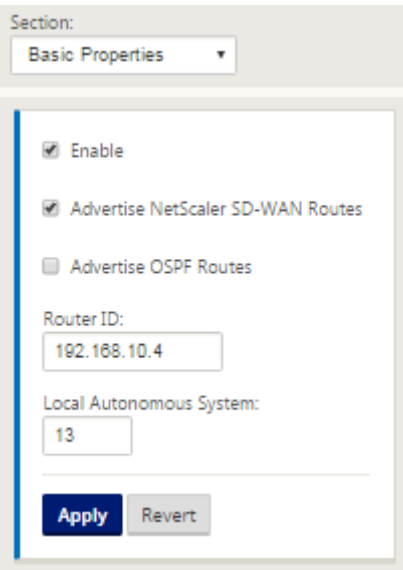 Section:
Basic Properties
Enable
Advertise NetScaler SD-WAN Routes
Advertise OSPF Routes
Router ID:
192.168.10.4
Local Autonomous System:
13
Apply Revert